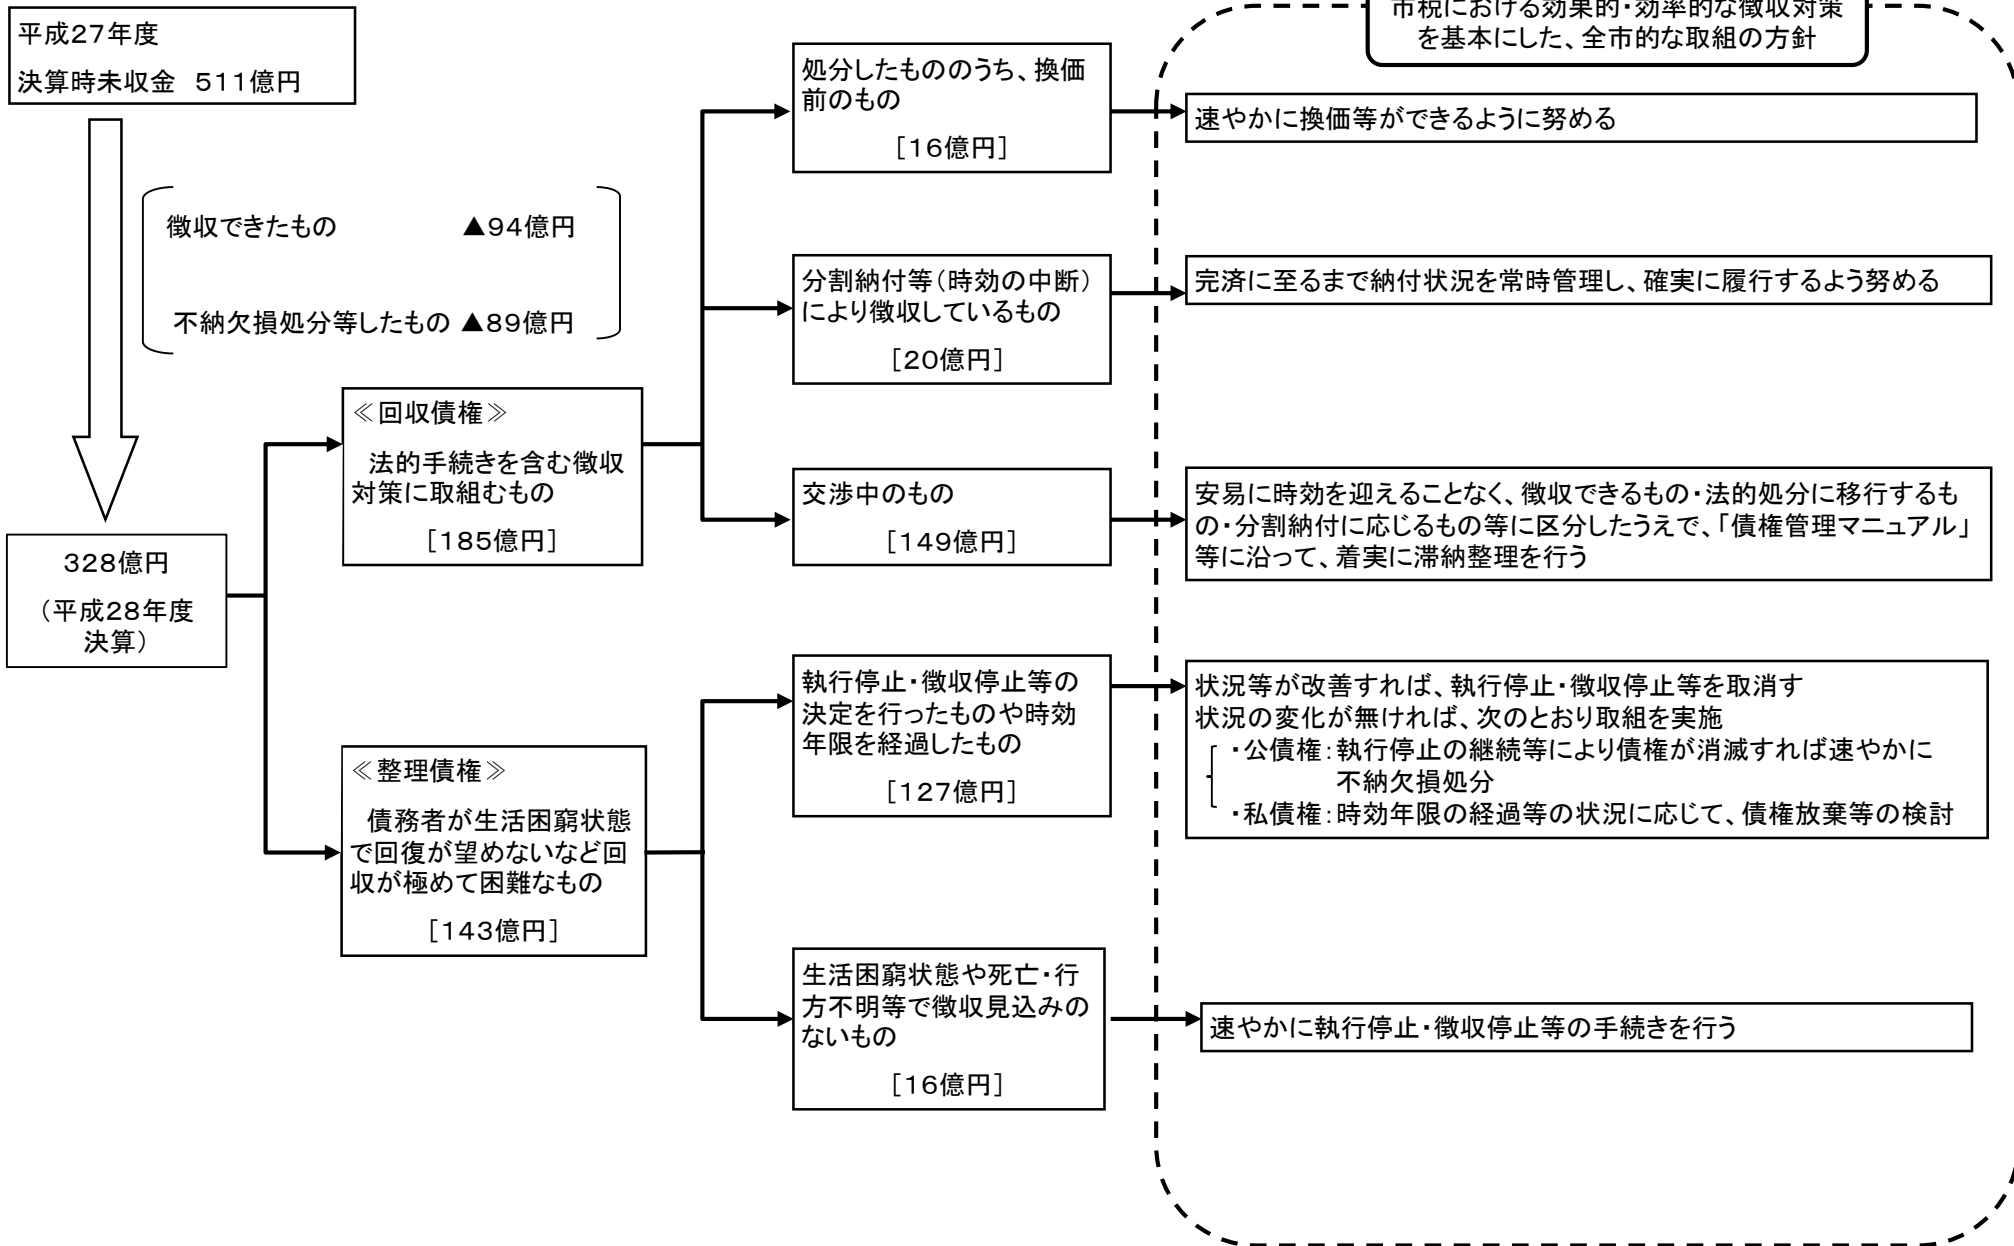 平成27年度
決算時未収金　511億円
徴収できたもの　▲94億円
不納欠損処分等したもの ▲89億円
328億円
（平成28年度
決算）
≪回収債権≫
法的手続きを含む徴収
対策に取組むもの
［185億円］
≪整理債権≫
債務者が生活困窮状態
で回復が望めないなど回
収が極めて困難なもの
［143億円］
処分したもののうち、換価
前のもの
［16億円］
分割納付等（時効の中断）
により徴収しているもの
［20億円］
交渉中のもの
［149億円］
執行停止・徴収停止等の
決定を行ったものや時効
年限を経過したもの
［127億円］
生活困窮状態や死亡・行
方不明等で徴収見込みの
ないもの
［16億円］
市税における効果的・効率的な徴収対策
を基本にした、全市的な取組の方針
速やかに換価等ができるように努める
完済に至るまで納付状況を常時管理し、確実に履行するよう努める
安易に時効を迎えることなく、徴収できるもの・法的処分に移行するも
の・分割納付に応じるもの等に区分したうえで、「債権管理マニュアル」
等に沿って、着実に滞納整理を行う
状況等が改善すれば、執行停止・徴収停止等を取消す
状況の変化が無ければ、次のとおり取組を実施
・公債権：執行停止の継続等により債権が消滅すれば速やかに
不納欠損処分
・私債権：時効年限の経過等の状況に応じて、債権放棄等の検討
速やかに執行停止・徴収停止等の手続きを行う